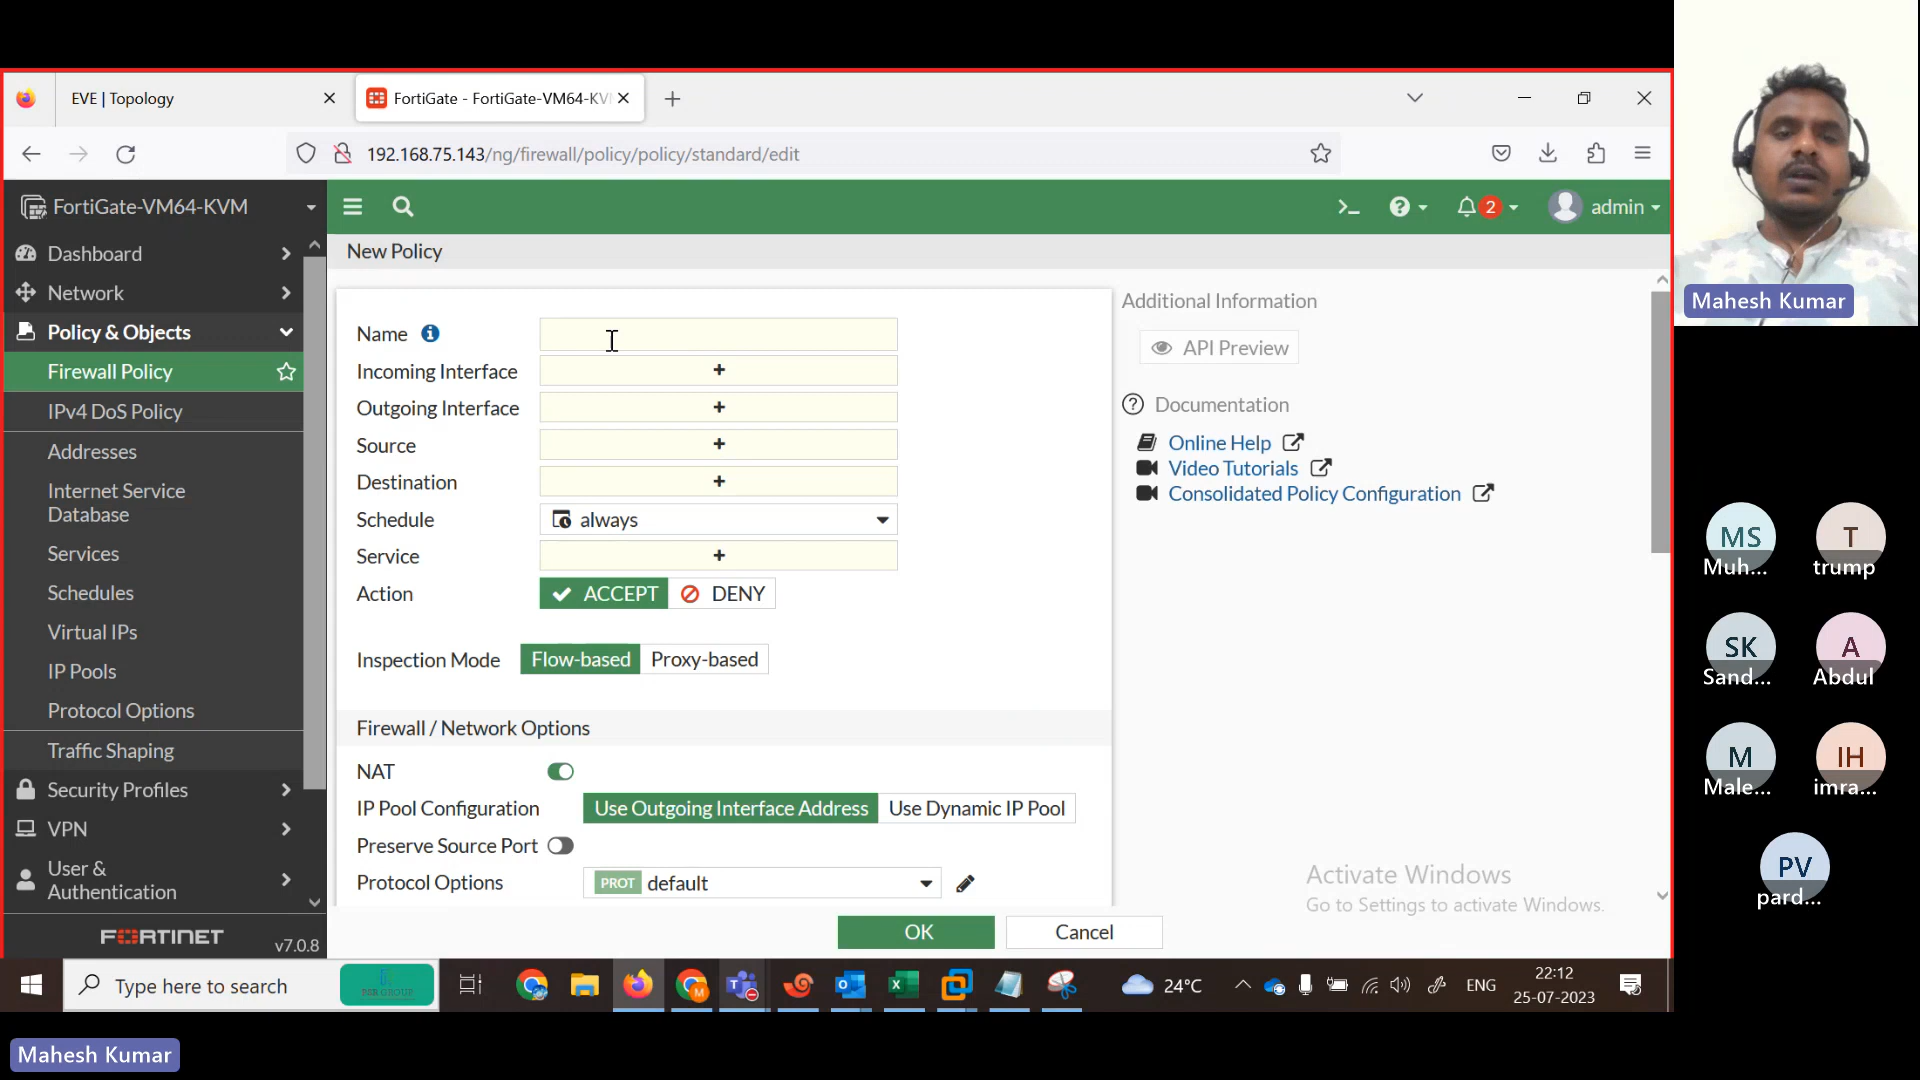 EVE | Topology
FortiGate - FortiGate-VM64-KV
192.168.75.143/ng/firewall/policy/policy/standard/edit
FortiGate-VM64-KVM
2
admin
Dashboard
Network
Policy & Objects
Firewall Policy
IPv4 DoS Policy
Addresses
Internet Service
Database
Services
Schedules
Virtual IPs
IP Pools
Protocol Options
Traffic Shaping
Security Profiles
VPN
User &
Authentication
FORTINET
v7.0.8
New Policy
Name
Incoming Interface
Outgoing Interface
Source
Destination
Schedule
always
Service
Action
ACCEPT
DENY
Inspection Mode
Flow-based
Proxy-based
Firewall / Network Options
NAT
IP Pool Configuration
Use Outgoing Interface Address
Use Dynamic IP Pool
Preserve Source Port
Protocol Options
PROT
default
OK
Cancel
Additional Information
API Preview
Documentation
Online Help
Video Tutorials
Consolidated Policy Configuration
Activate Windows
Go to Settings to activate Windows.
Type here to search
24°C
ENG
22:12
25-07-2023
Mahesh Kumar
MS
Muh...
T
trump
SK
Sand...
A
Abdul
M
Male...
IH
imra...
PV
pard...
Mahesh Kumar